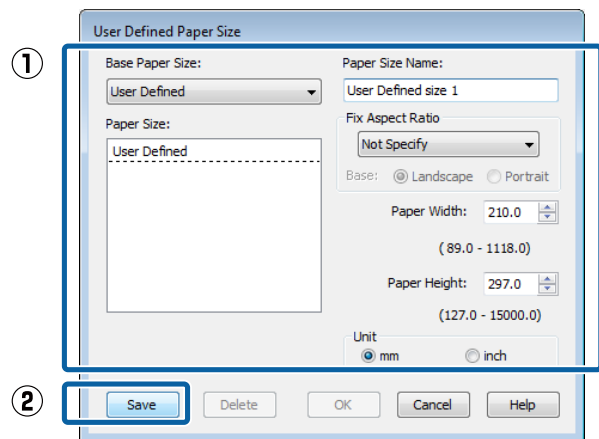 User Defined Paper Size
①
Base Paper Size:
User Defined
Paper Size:
User Defined
Paper Size Name:
User Defined size 1
Fix Aspect Ratio
Not Specify
Base: Landscape Portrait
Paper Width: 210.0
( 89.0 - 1118.0)
Paper Height: 297.0
(127.0 - 15000.0)
Unit
mm inch
②
Save Delete OK Cancel Help